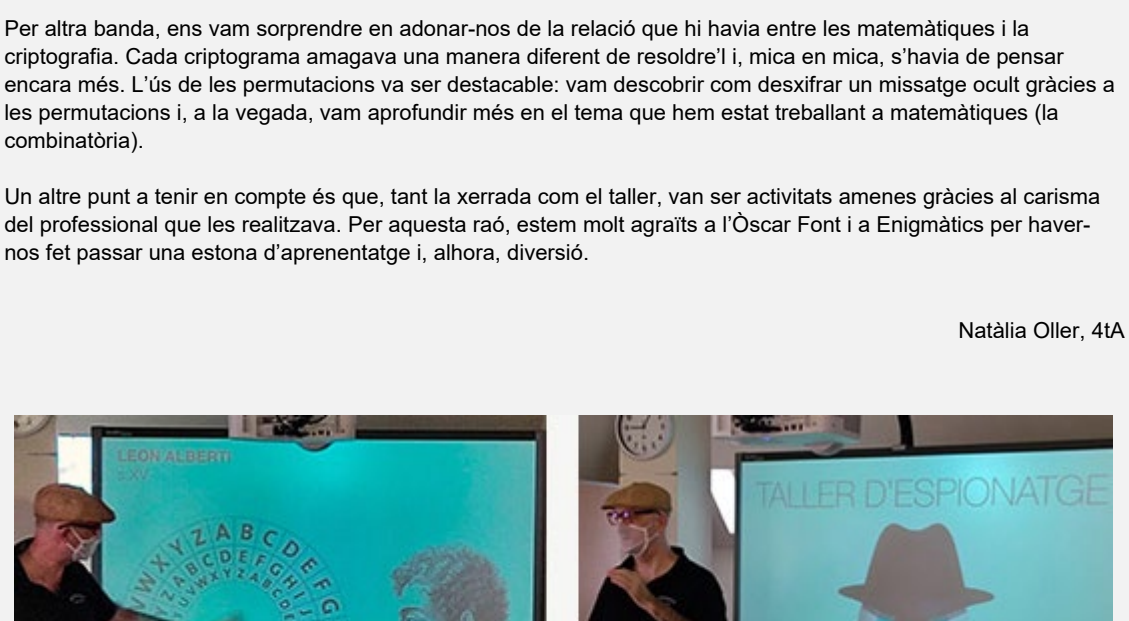 Per altra banda, ens vam sorprendre en adonar-nos de la relació que hi havia entre les matemàtiques i la
criptografia. Cada criptograma amagava una manera diferent de resoldre’l i, mica en mica, s’havia de pensar
encara més. L’ús de les permutacions va ser destacable: vam descobrir com desxifrar un missatge ocult gràcies a
les permutacions i, a la vegada, vam aprofundir més en el tema que hem estat treballant a matemàtiques (la
combinatòria).
Un altre punt a tenir en compte és que, tant la xerrada com el taller, van ser activitats amenes gràcies al carisma
del professional que les realitzava. Per aquesta raó, estem molt agraïts a l’Òscar Font i a Enigmàtics per haver-
nos fet passar una estona d’aprenentatge i, alhora, diversió.
Natàlia Oller, 4tA
LEON ALBERTI
s.XV
W X Y Z A B C D E F G
Y Z A B C D E F G H I J
U V W X Y Z A B C D
TALLER D'ESPIONATGE